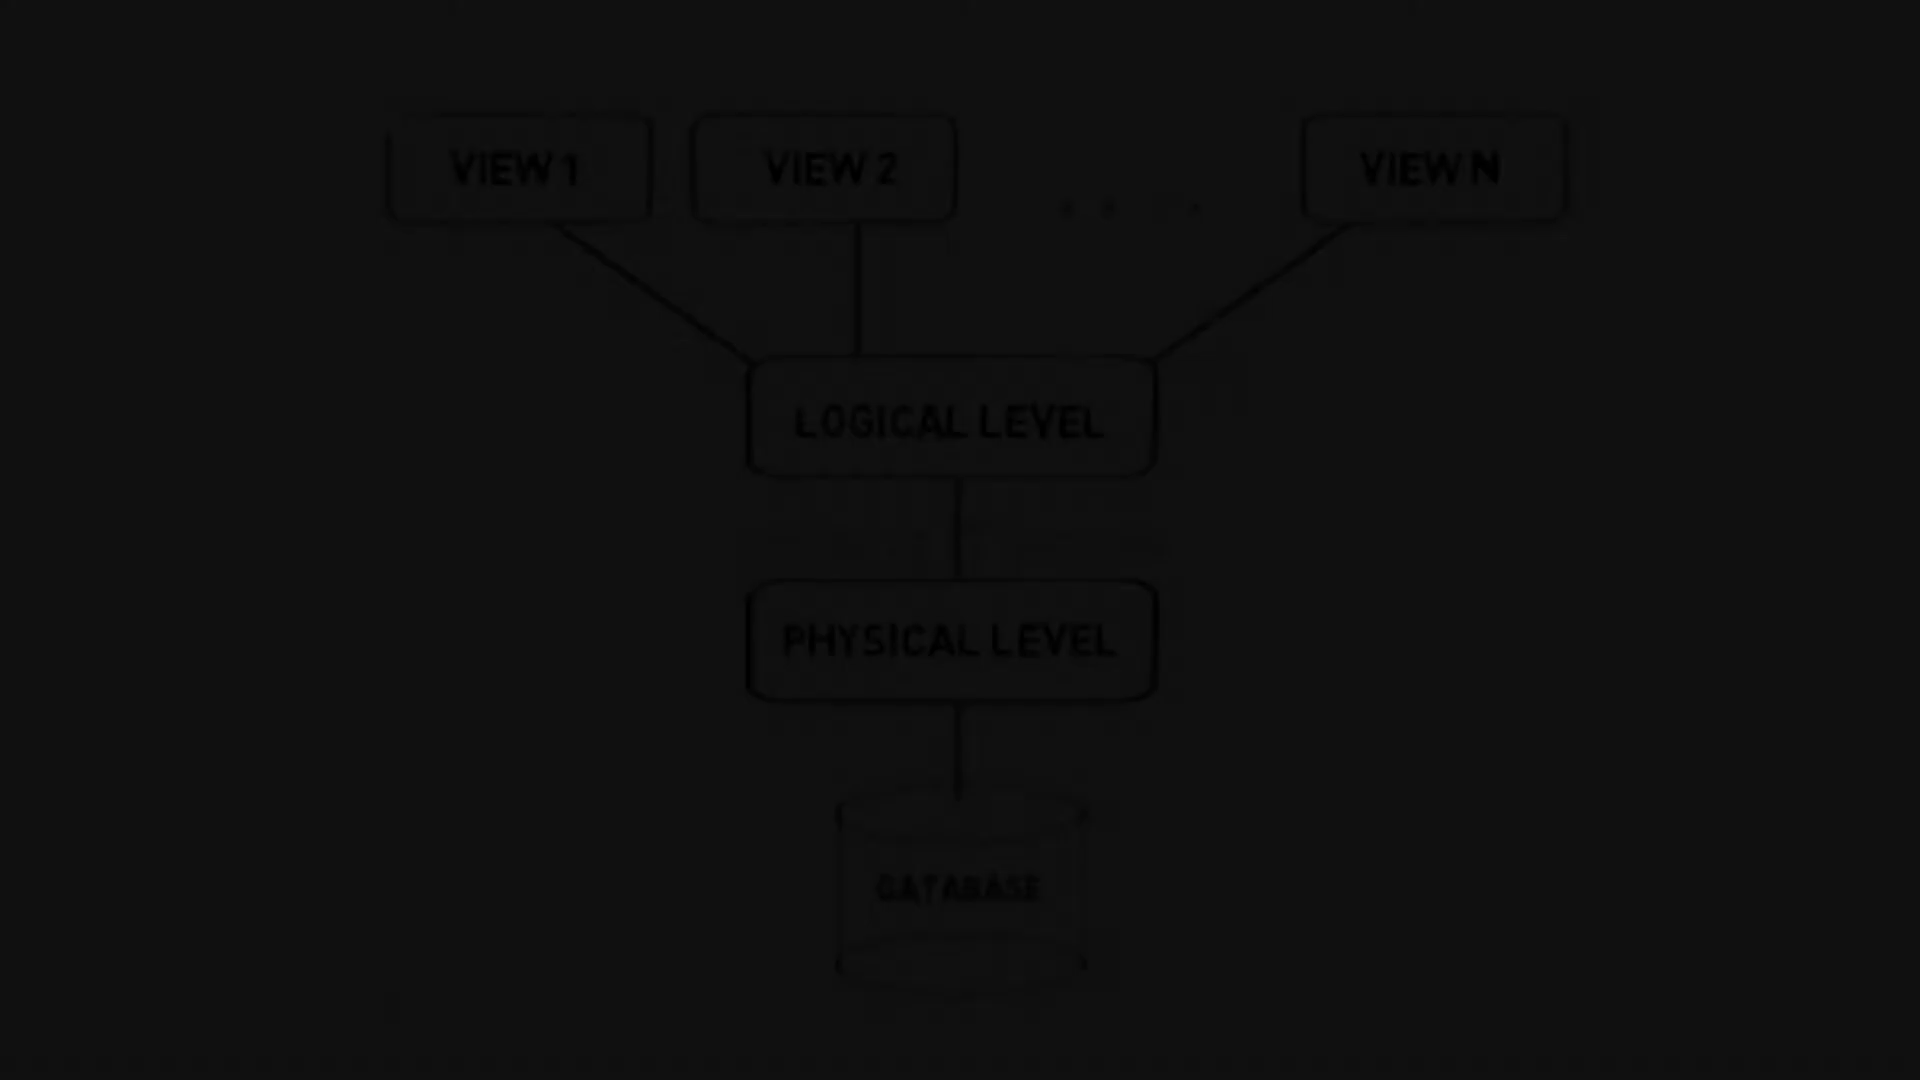 VIEW 1
VIEW 2
VIEW N
LOGICAL LEVEL
PHYSICAL LEVEL
DATABASE